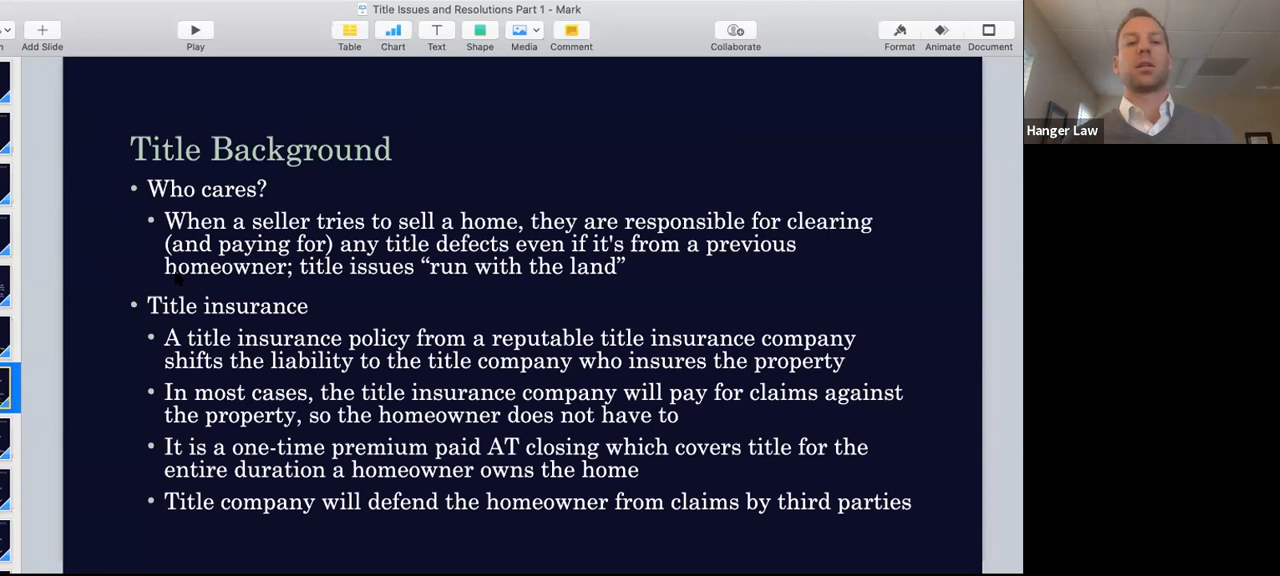 Title Issues and Resolutions Part 1 - Mark
Add Slide
Play
Table
Chart
Text
Shape
Media
Comment
Collaborate
Format
Animate
Document
Hanger Law
Title Background
• Who cares?
• When a seller tries to sell a home, they are responsible for clearing
(and paying for) any title defects even if it's from a previous
homeowner; title issues “run with the land”
• Title insurance
• A title insurance policy from a reputable title insurance company
shifts the liability to the title company who insures the property
• In most cases, the title insurance company will pay for claims against
the property, so the homeowner does not have to
• It is a one-time premium paid AT closing which covers title for the
entire duration a homeowner owns the home
• Title company will defend the homeowner from claims by third parties